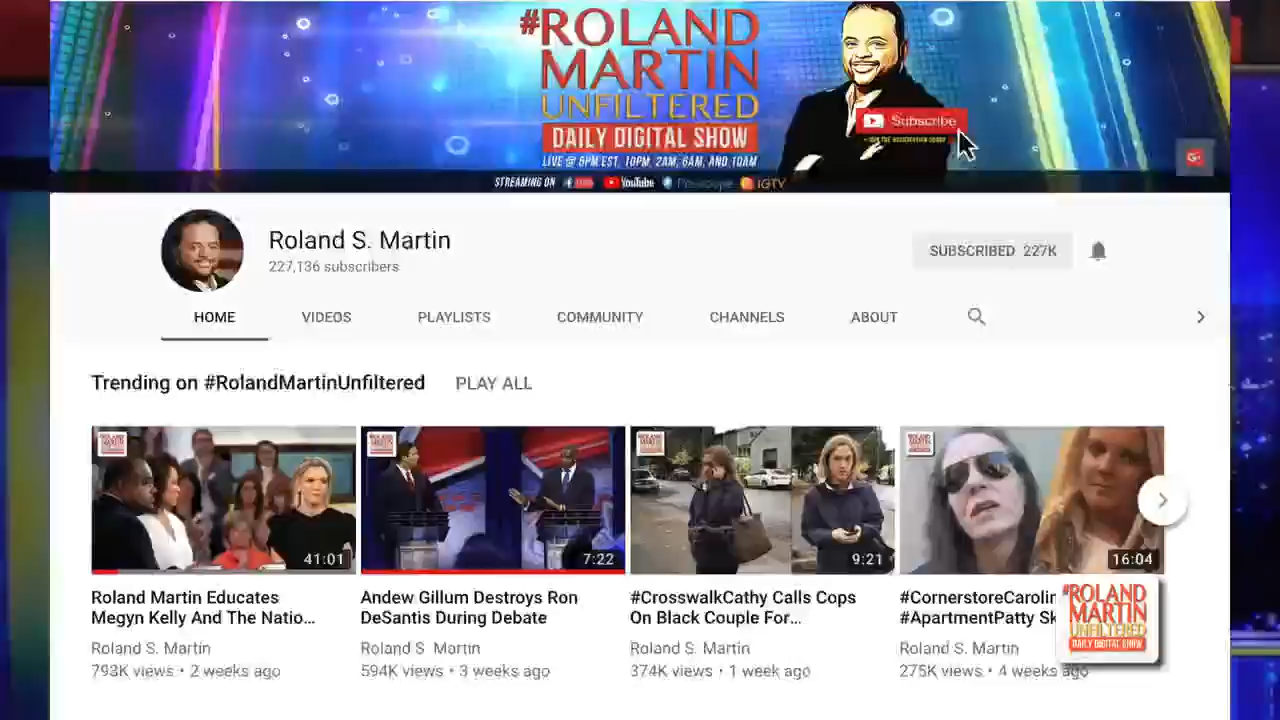 #ROLAND
MARTIN
UNFILTERED
DAILY DIGITAL SHOW
LIVE @ 6PM EST, 10PM, 2AM, 6AM, AND 10AM
STREAMING ON YouTube Periscope IGTV
Subscribe
Roland S. Martin
227,136 subscribers
SUBSCRIBED 227K
HOME VIDEOS PLAYLISTS COMMUNITY CHANNELS ABOUT
Trending on #RolandMartinUnfiltered PLAY ALL
41:01
7:22
9:21
16:04
Roland Martin Educates
Megyn Kelly And The Natio...
Roland S. Martin
793K views • 2 weeks ago
Andew Gillum Destroys Ron
DeSantis During Debate
Roland S Martin
594K views • 3 weeks ago
#CrosswalkCathy Calls Cops
On Black Couple For...
Roland S. Martin
374K views • 1 week ago
#CornerstoreCarolin
#ApartmentPatty Sk
Roland S. Martin
275K views • 4 weeks ago
#ROLAND
MARTIN
UNFILTERED
DAILY DIGITAL SHOW